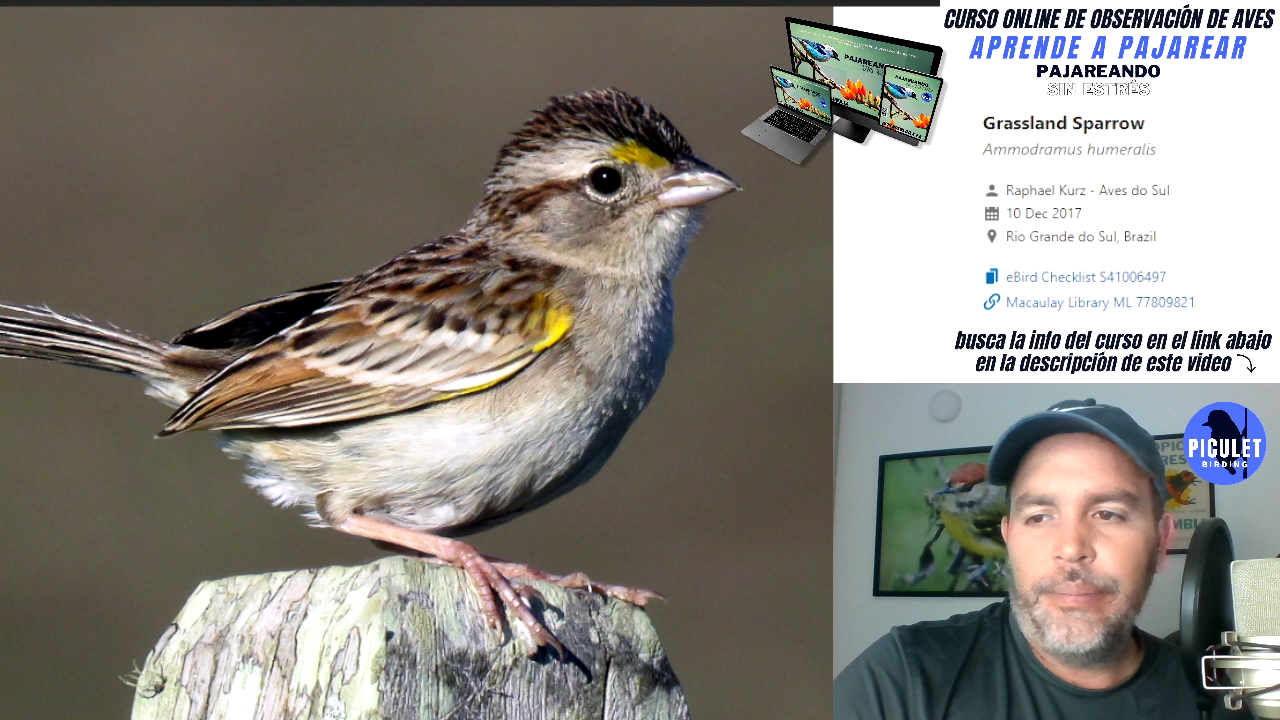 CURSO ONLINE DE OBSERVACIÓN DE AVES
APRENDE A PAJAREAR
PAJAREANDO
SIN ESTRÉS
Grassland Sparrow
Ammodramus humeralis
Raphael Kurz - Aves do Sul
10 Dec 2017
Rio Grande do Sul, Brazil
eBird Checklist S41006497
Macaulay Library ML 77809821
busca la info del curso en el link abajo
en la descripción de este video
PICULET
BIRDING